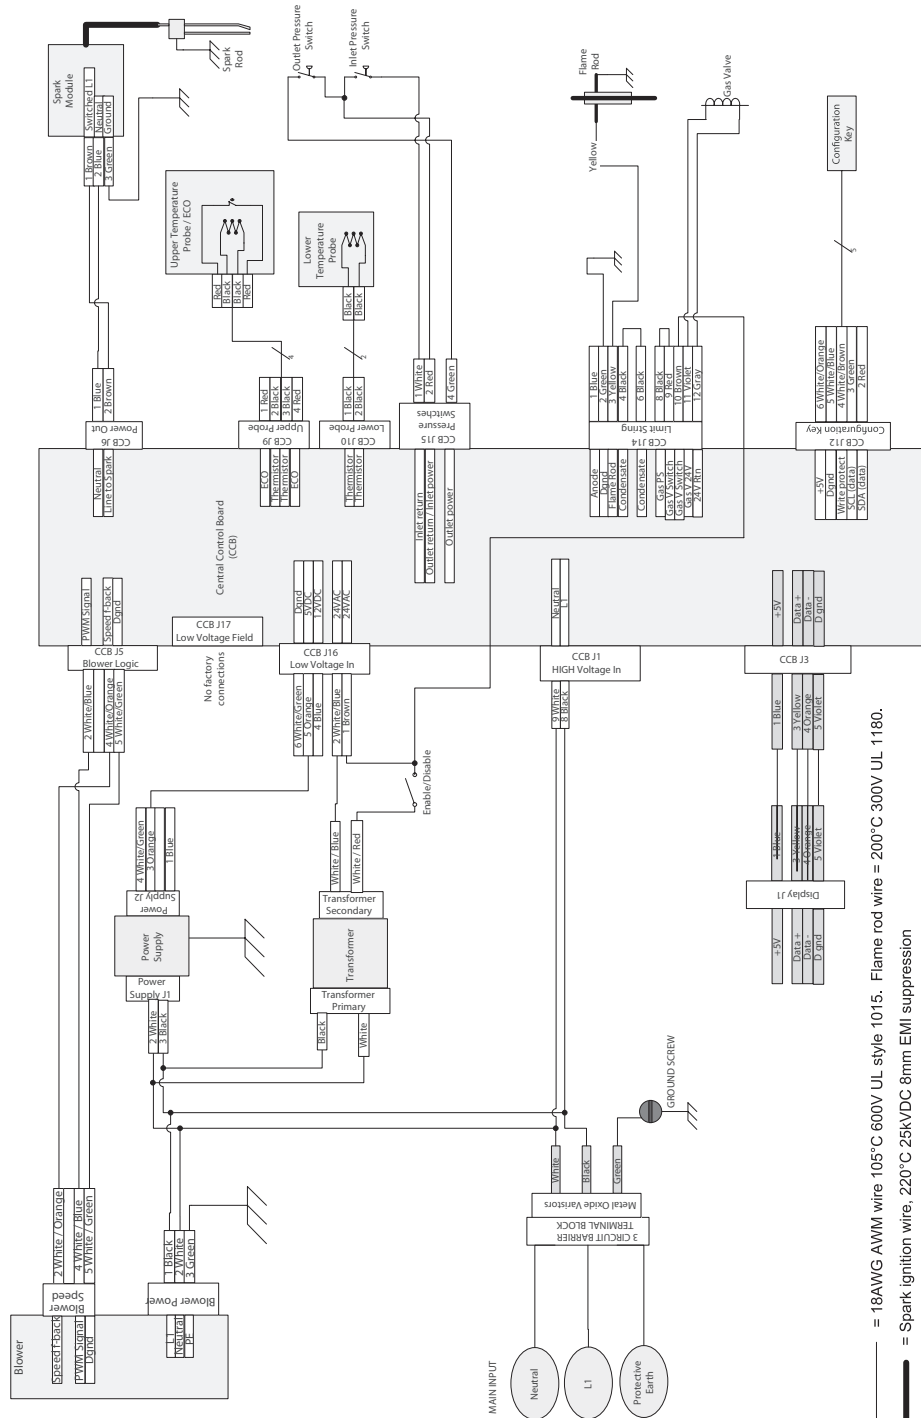 Spark
Module
Switched L1
Neutral
Ground
1 Brown
2 Blue
3 Green
Spark
Rod
Upper Temperature
Probe / ECO
Red
Black
Black
Red
Lower
Temperature
Probe
Black
Black
Outlet Pressure
Switch
Inlet Pressure
Switch
Flame
Rod
Yellow
Gas Valve
Configuration
Key
4
2
5
1 Blue
2 Brown
CCB J6
Power Out
Neutral
Line to Spark
1 Red
2 Black
3 Black
4 Red
CCB J9
Upper Probe
ECO
Thermistor
Thermistor
ECO
1 Black
2 Black
CCB J10
Lower Probe
Thermistor
Thermistor
1 White
2 Red
4 Green
CCB J15
Pressure
Switches
Inlet return
Outlet return / Inlet power
Outlet power
1 Blue
2 Green
3 Yellow
4 Black
6 Black
8 Black
9 Red
10 Brown
11 Violet
12 Gray
CCB J14
Limit String
Anode
Dgnd
Flame Rod
Condensate
Condensate
Gas PS
Gas V Switch
Gas V Switch
Gas V 24V
24V Rtn
6 White/Orange
5 White/Blue
4 White/Brown
3 Green
2 Red
CCB J12
Configuration Key
+5V
Dgnd
Write protect
SCL (data)
SDA (data)
Central Control Board
(CCB)
PWM Signal
Speed f-back
Dgnd
CCB J5
Blower Logic
2 White/Blue
4 White/Orange
5 White/Green
CCB J17
Low Voltage Field
No factory
connections
Dgnd
5VDC
12VDC
24VAC
24VAC
CCB J16
Low Voltage In
6 White/Green
5 Orange
4 Blue
2 White/Blue
1 Brown
Neutral
L1
CCB J1
HIGH Voltage In
9 White
8 Black
+5V
Data +
Data -
D gnd
CCB J3
1 Blue
3 Yellow
4 Orange
5 Violet
1 Blue
3 Yellow
4 Orange
5 Violet
Display J1
+5V
Data +
Data -
D gnd
Enable/Disable
4 White/Green
3 Orange
1 Blue
Power
Supply J2
Power
Supply
Power
Supply J1
2 White
3 Black
White / Blue
White / Red
Transformer
Secondary
Transformer
Transformer
Primary
Black
White
GROUND SCREW
White
Black
Green
Metal Oxide Varistors
3 CIRCUIT BARRIER
TERMINAL BLOCK
MAIN INPUT
Neutral
L1
Protective
Earth
2 White / Orange
4 White / Blue
5 White / Green
Blower
Speed
Blower
Speed f-back
PWM Signal
Dgnd
1 Black
2 White
3 Green
Blower Power
L1
Neutral
PE
= 18AWG AWM wire 105°C 600V UL style 1015. Flame rod wire = 200°C 300V UL 1180.
= Spark ignition wire, 220°C 25kVDC 8mm EMI suppression